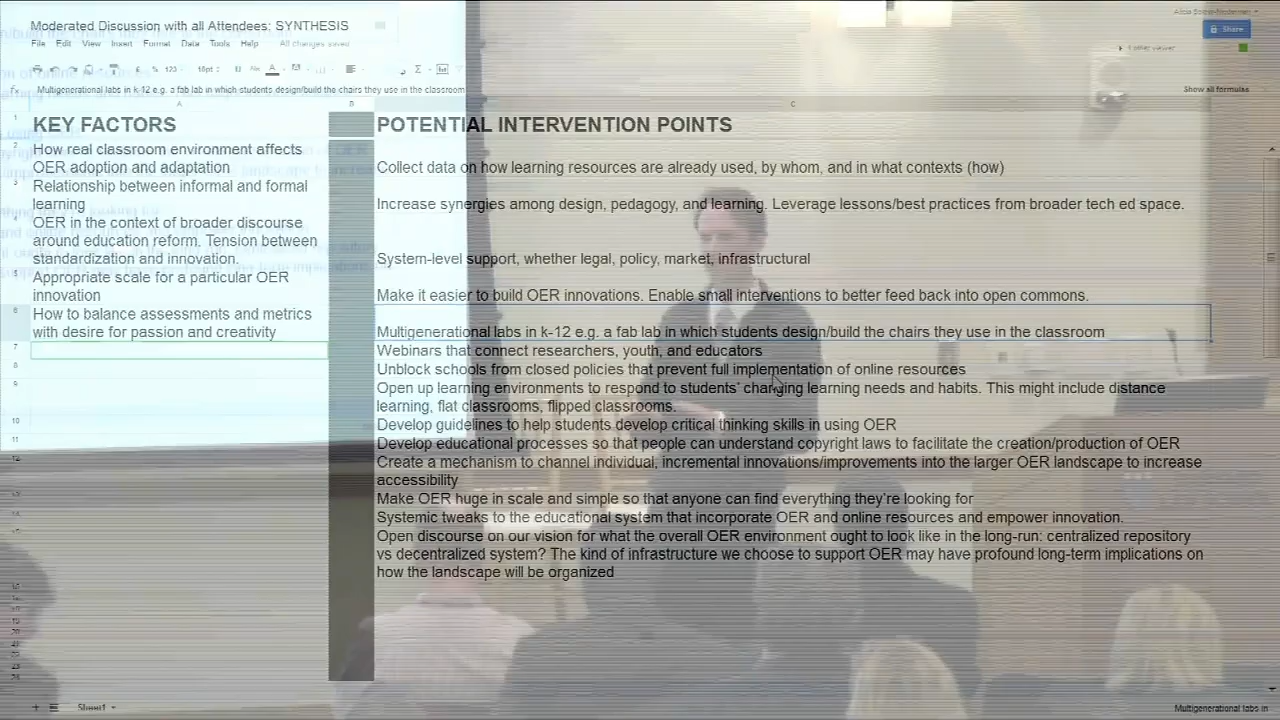 Moderated Discussion with all Attendees: SYNTHESIS
File Edit View Insert Format Data Tools Help All changes saved
Share
Multigenerational labs in k-12 e.g. a fab lab in which students design/build the chairs they use in the classroom
Show all formulas
A B C
KEY FACTORS
POTENTIAL INTERVENTION POINTS
How real classroom environment affects
OER adoption and adaptation
Collect data on how learning resources are already used, by whom, and in what contexts (how)
Relationship between informal and formal
learning
Increase synergies among design, pedagogy, and learning. Leverage lessons/best practices from broader tech ed space.
OER in the context of broader discourse
around education reform. Tension between
standardization and innovation.
System-level support, whether legal, policy, market, infrastructural
Appropriate scale for a particular OER
innovation
Make it easier to build OER innovations. Enable small interventions to better feed back into open commons.
How to balance assessments and metrics
with desire for passion and creativity
Multigenerational labs in k-12 e.g. a fab lab in which students design/build the chairs they use in the classroom
Webinars that connect researchers, youth, and educators
Unblock schools from closed policies that prevent full implementation of online resources
Open up learning environments to respond to students' changing learning needs and habits. This might include distance
learning, flat classrooms, flipped classrooms.
Develop guidelines to help students develop critical thinking skills in using OER
Develop educational processes so that people can understand copyright laws to facilitate the creation/production of OER
Create a mechanism to channel individual, incremental innovations/improvements into the larger OER landscape to increase
accessibility
Make OER huge in scale and simple so that anyone can find everything they're looking for
Systemic tweaks to the educational system that incorporate OER and online resources and empower innovation.
Open discourse on our vision for what the overall OER environment ought to look like in the long-run: centralized repository
vs decentralized system? The kind of infrastructure we choose to support OER may have profound long-term implications on
how the landscape will be organized
Sheet1
Multigenerational labs in